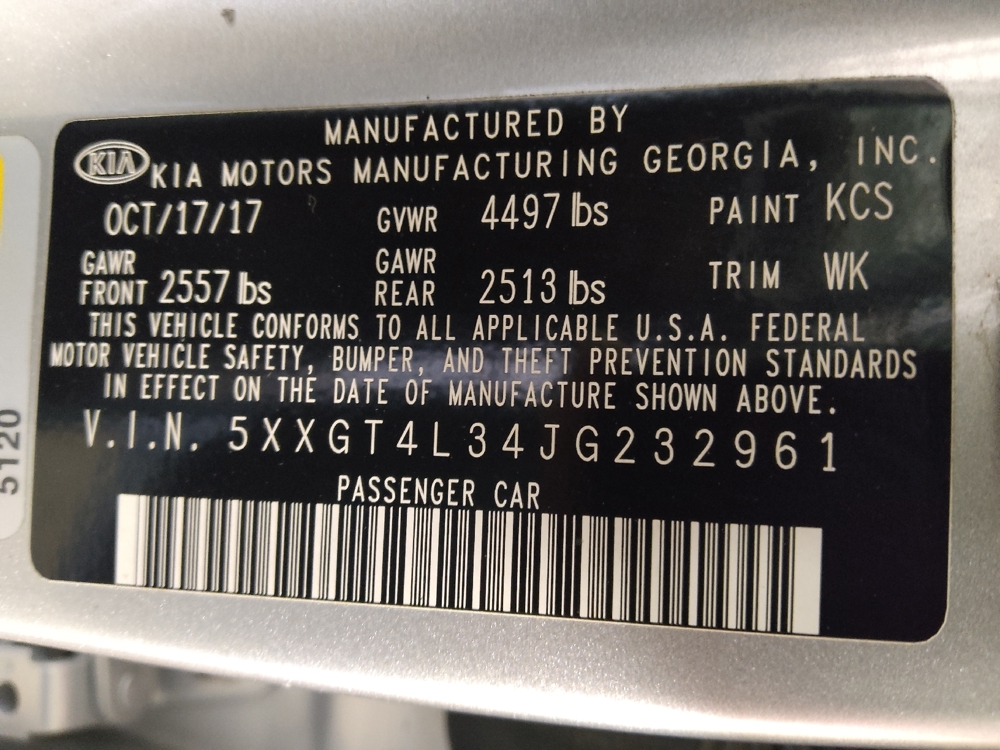 MANUFACTURED BY
KIA KIA MOTORS MANUFACTURING GEORGIA, INC.
OCT/17/17 GVWR 4497 lbs PAINT KCS
GAWR FRONT 2557 lbs GAWR REAR 2513 lbs TRIM WK
THIS VEHICLE CONFORMS TO ALL APPLICABLE U.S.A. FEDERAL
MOTOR VEHICLE SAFETY, BUMPER, AND THEFT PREVENTION STANDARDS
IN EFFECT ON THE DATE OF MANUFACTURE SHOWN ABOVE.
V.I.N. 5XXGT4L34JG232961
PASSENGER CAR
5120